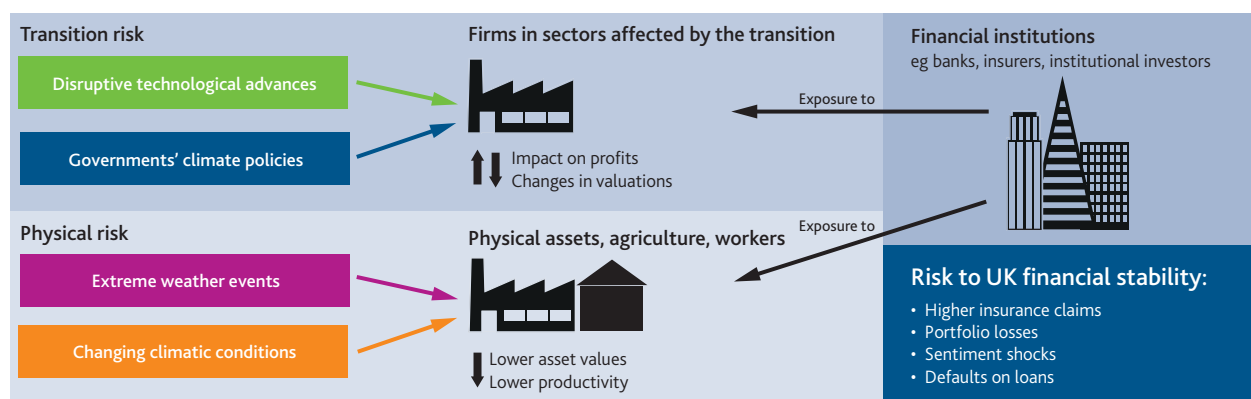 Transition risk
Disruptive technological advances
Governments’ climate policies
Firms in sectors affected by the transition
Impact on profits
Changes in valuations
Exposure to
Financial institutions
eg banks, insurers, institutional investors
Physical risk
Extreme weather events
Changing climatic conditions
Physical assets, agriculture, workers
Lower asset values
Lower productivity
Exposure to
Risk to UK financial stability:
• Higher insurance claims
• Portfolio losses
• Sentiment shocks
• Defaults on loans